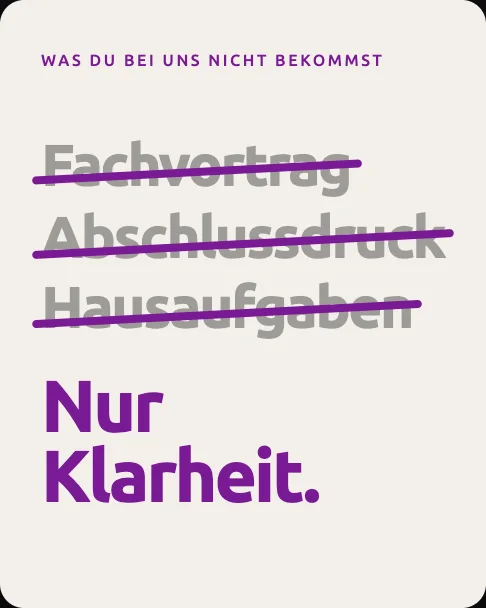 WAS DU BEI UNS NICHT BEKOMMST
Fachvortrag
Abschlussdruck
Hausaufgaben
Nur
Klarheit.